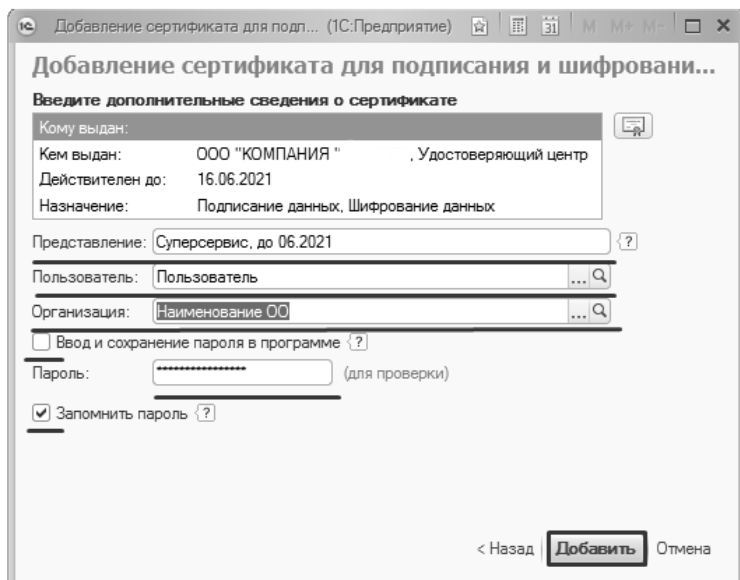 1С Добавление сертификата для подп... (1С:Предприятие) 31 M M+ M-
Добавление сертификата для подписания и шифровани...
Введите дополнительные сведения о сертификате
Кому выдан:
Кем выдан: ООО "КОМПАНИЯ " , Удостоверяющий центр
Действителен до: 16.06.2021
Назначение: Подписание данных, Шифрование данных
Представление: Суперсервис, до 06.2021 ?
Пользователь: Пользователь ...
Организация: Наименование ОО ...
Ввод и сохранение пароля в программе ?
Пароль: **************** (для проверки)
Запомнить пароль ?
< Назад Добавить Отмена